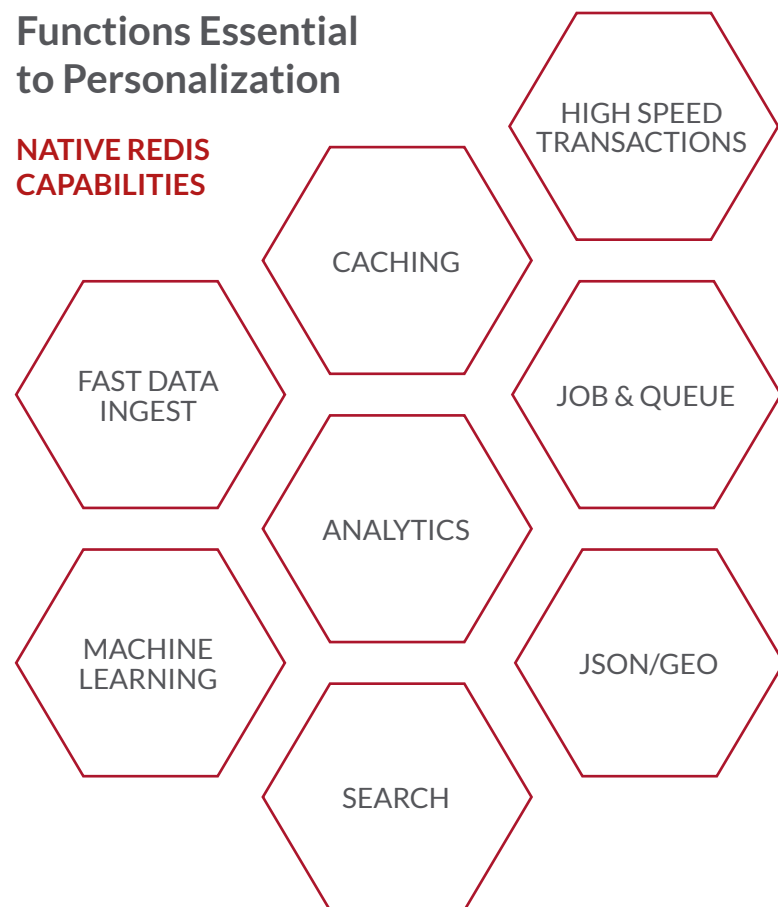 Functions Essential
to Personalization
NATIVE REDIS
CAPABILITIES
HIGH SPEED
TRANSACTIONS
CACHING
FAST DATA
INGEST
JOB & QUEUE
ANALYTICS
MACHINE
LEARNING
JSON/GEO
SEARCH